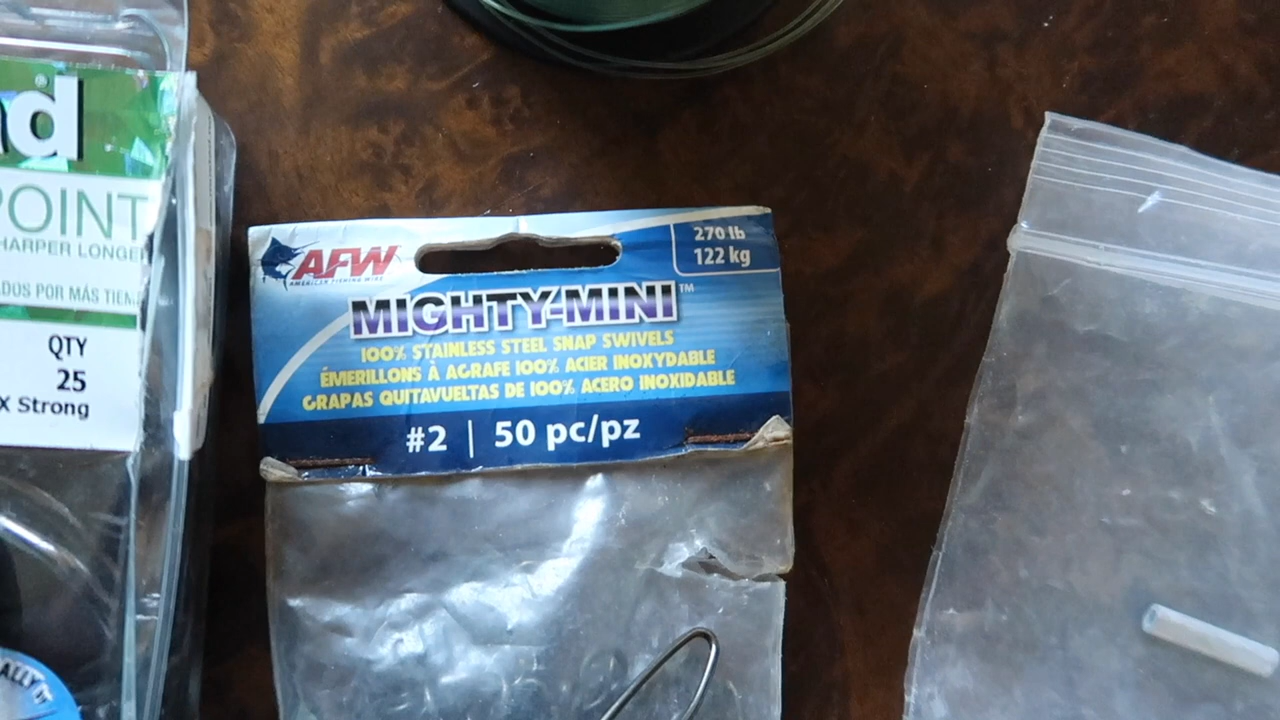 d
POINT
HARPER LONGER
ADOS POR MÁS TIEM
QTY
25
X Strong
ALLY
AFW
AMERICAN FISHING WIRE
270 lb
122 kg
MIGHTY-MINI™
100% STAINLESS STEEL SNAP SWIVELS
ÉMERILLONS À AGRAFE 100% ACIER INOXYDABLE
GRAPAS QUITAVUELTAS DE 100% ACERO INOXIDABLE
#2 | 50 pc/pz